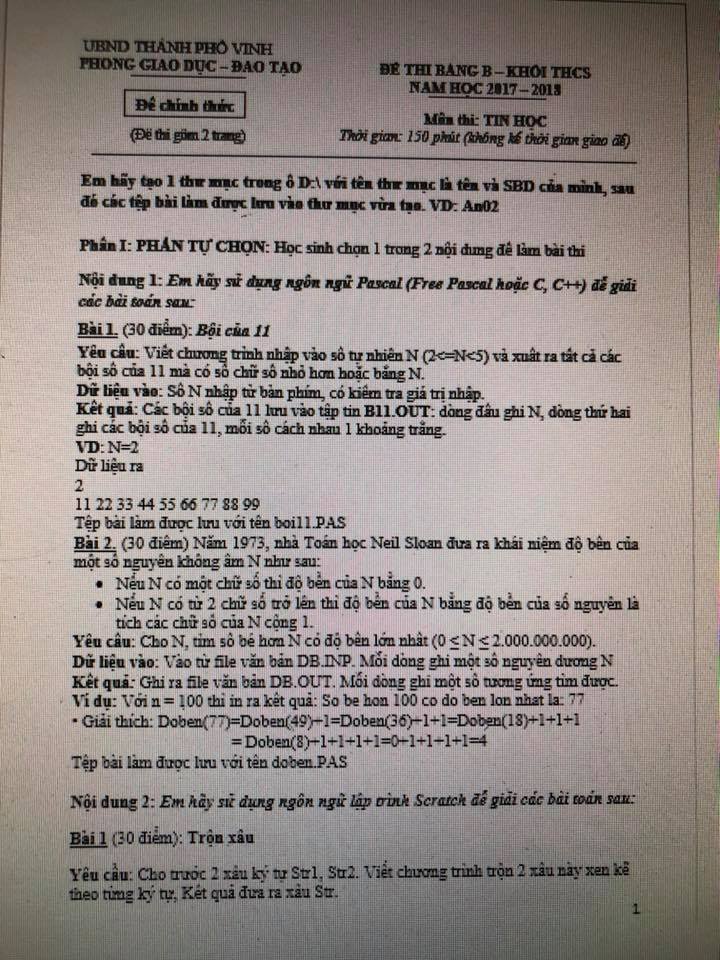 UBND THÀNH PHỐ VINH
PHÒNG GIÁO DỤC – ĐÀO TẠO
ĐỀ THI BẢNG B – KHỐI THCS
NĂM HỌC 2017 – 2018
Đề chính thức
Môn thi: TIN HỌC
(Đề thi gồm 2 trang)
Thời gian: 150 phút (không kể thời gian giao đề)
Em hãy tạo 1 thư mục trong ổ D:\ với tên thư mục là tên và SBD của mình, sau
đó các tệp bài làm được lưu vào thư mục vừa tạo. VD: An02
Phần I: PHẦN TỰ CHỌN: Học sinh chọn 1 trong 2 nội dung để làm bài thi
Nội dung 1: Em hãy sử dụng ngôn ngữ Pascal (Free Pascal hoặc C, C++) để giải
các bài toán sau:
Bài 1. (30 điểm): Bội của 11
Yêu cầu: Viết chương trình nhập vào số tự nhiên N (2<=N<5) và xuất ra tất cả các
bội số của 11 mà có số chữ số nhỏ hơn hoặc bằng N.
Dữ liệu vào: Số N nhập từ bàn phím, có kiểm tra giá trị nhập.
Kết quả: Các bội số của 11 lưu vào tập tin B11.OUT: dòng đầu ghi N, dòng thứ hai
ghi các bội số của 11, mỗi số cách nhau 1 khoảng trắng.
VD: N=2
Dữ liệu ra
2
11 22 33 44 55 66 77 88 99
Tệp bài làm được lưu với tên boi11.PAS
Bài 2. (30 điểm) Năm 1973, nhà Toán học Neil Sloan đưa ra khái niệm độ bền của
một số nguyên không âm N như sau:
• Nếu N có một chữ số thì độ bền của N bằng 0.
• Nếu N có từ 2 chữ số trở lên thì độ bền của N bằng độ bền của số nguyên là
tích các chữ số của N cộng 1.
Yêu cầu: Cho N, tìm số bé hơn N có độ bền lớn nhất (0 ≤ N ≤ 2.000.000.000).
Dữ liệu vào: Vào từ file văn bản DB.INP. Mỗi dòng ghi một số nguyên dương N
Kết quả: Ghi ra file văn bản DB.OUT. Mỗi dòng ghi một số tương ứng tìm được.
Ví dụ: Với n = 100 thì in ra kết quả: So be hon 100 co do ben lon nhat la: 77
* Giải thích: Doben(77)=Doben(49)+1=Doben(36)+1+1=Doben(18)+1+1+1
= Doben(8)+1+1+1+1=0+1+1+1+1=4
Tệp bài làm được lưu với tên doben.PAS
Nội dung 2: Em hãy sử dụng ngôn ngữ lập trình Scratch để giải các bài toán sau:
Bài 1 (30 điểm): Trộn xâu
Yêu cầu: Cho trước 2 xâu ký tự Str1, Str2. Viết chương trình trộn 2 xâu này xen kẽ
theo từng ký tự, Kết quả đưa ra xâu Str.
1